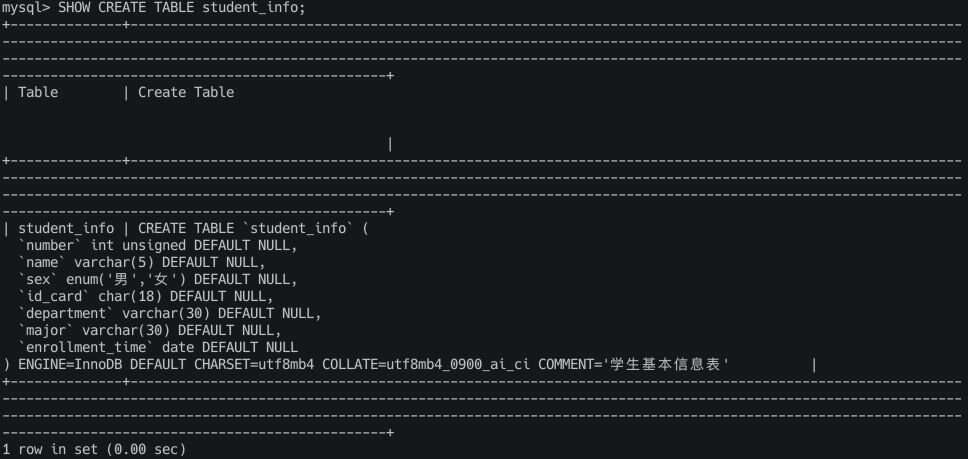 mysql> SHOW CREATE TABLE student_info;
+--------------+--------------------------------------------------------------------------------------------------------
------------------------------------------------------------------------------------------------------------------------
------------------------------------------------------------------------------------------------------------------------
------------------------------------------------+
| Table        | Create Table
|
+--------------+--------------------------------------------------------------------------------------------------------
------------------------------------------------------------------------------------------------------------------------
------------------------------------------------------------------------------------------------------------------------
------------------------------------------------+
| student_info | CREATE TABLE `student_info` (
  `number` int unsigned DEFAULT NULL,
  `name` varchar(5) DEFAULT NULL,
  `sex` enum('男','女') DEFAULT NULL,
  `id_card` char(18) DEFAULT NULL,
  `department` varchar(30) DEFAULT NULL,
  `major` varchar(30) DEFAULT NULL,
  `enrollment_time` date DEFAULT NULL
) ENGINE=InnoDB DEFAULT CHARSET=utf8mb4 COLLATE=utf8mb4_0900_ai_ci COMMENT='学生基本信息表'          |
+--------------+--------------------------------------------------------------------------------------------------------
------------------------------------------------------------------------------------------------------------------------
------------------------------------------------------------------------------------------------------------------------
------------------------------------------------+
1 row in set (0.00 sec)